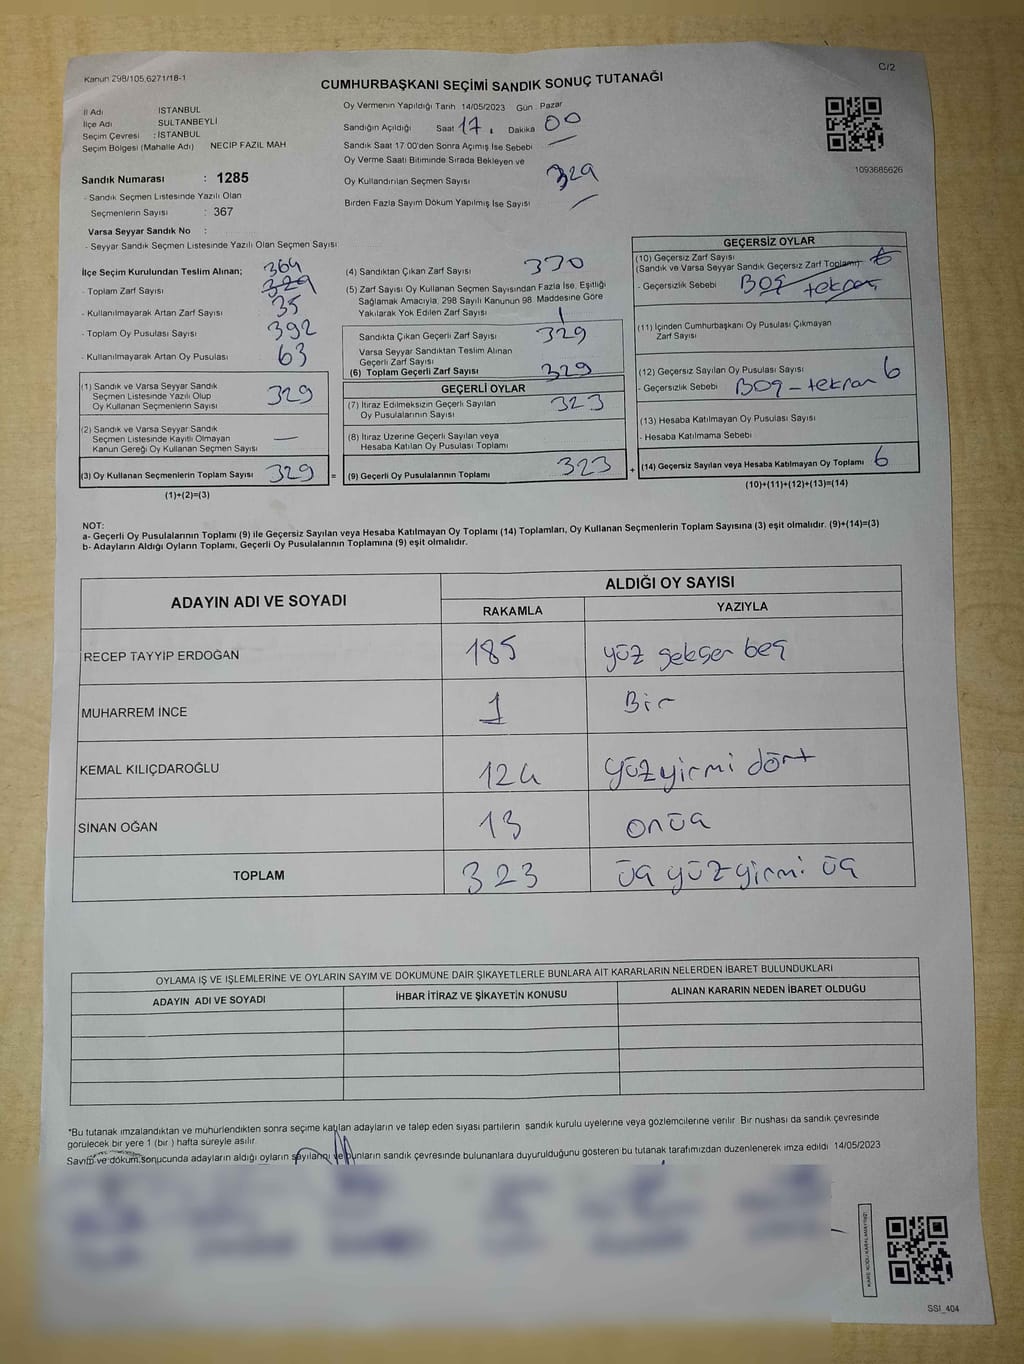 Kanun 298/105,6271/18-1
C/2
CUMHURBAŞKANI SEÇİMİ SANDIK SONUÇ TUTANAĞI
İl Adı ISTANBUL
İlçe Adı SULTANBEYLİ
Seçim Çevresi : İSTANBUL
Seçim Bölgesi (Mahalle Adı) NECİP FAZIL MAH
Sandık Numarası : 1285
- Sandık Seçmen Listesinde Yazılı Olan
Seçmenlerin Sayısı : 367
Varsa Seyyar Sandık No :
- Seyyar Sandık Seçmen Listesinde Yazılı Olan Seçmen Sayısı
Oy Vermenin Yapıldığı Tarih 14/05/2023 Gün : Pazar
Sandığın Açıldığı Saat 17, Dakika 00
Sandık Saat 17 00'den Sonra Açımış İse Sebebi —
Oy Verme Saati Bitiminde Sırada Bekleyen ve
Oy Kullandırılan Seçmen Sayısı 329
Birden Fazla Sayım Döküm Yapılmış İse Sayısı —
1093685626
İlçe Seçim Kurulundan Teslim Alınan; 364
- Toplam Zarf Sayısı 329
- Kullanılmayarak Artan Zarf Sayısı 35
- Toplam Oy Pusulası Sayısı 392
- Kullanılmayarak Artan Oy Pusulası 63
(1) Sandık ve Varsa Seyyar Sandık
Seçmen Listesinde Yazılı Olup
Oy Kullanan Seçmenlerin Sayısı 329
(2) Sandık ve Varsa Seyyar Sandık
Seçmen Listesinde Kayıtlı Olmayan
Kanun Gereği Oy Kullanan Seçmen Sayısı —
(3) Oy Kullanan Seçmenlerin Toplam Sayısı 329 =
(1)+(2)=(3)
(4) Sandıktan Çıkan Zarf Sayısı 330
(5) Zarf Sayısı Oy Kullanan Seçmen Sayısından Fazla İse, Eşitliği
Sağlamak Amacıyla, 298 Sayılı Kanunun 98 Maddesine Göre
Yakılarak Yok Edilen Zarf Sayısı 1
Sandıkta Çıkan Geçerli Zarf Sayısı 329
Varsa Seyyar Sandıktan Teslim Alınan
Geçerli Zarf Sayısı
(6) Toplam Geçerli Zarf Sayısı 329
GEÇERLİ OYLAR
(7) İtiraz Edilmeksizin Geçerli Sayılan
Oy Pusulalarının Sayısı 323
(8) İtiraz Üzerine Geçerli Sayılan veya
Hesaba Katılan Oy Pusulası Toplamı
(9) Geçerli Oy Pusulalarının Toplamı 323 +
GEÇERSİZ OYLAR
(10) Geçersiz Zarf Sayısı
(Sandık ve Varsa Seyyar Sandık Geçersiz Zarf Toplamı) 6
- Geçersizlik Sebebi Boş tekrar
(11) İçinden Cumhurbaşkanı Oy Pusulası Çıkmayan
Zarf Sayısı
(12) Geçersiz Sayılan Oy Pusulası Sayısı 6
- Geçersizlik Sebebi Boş - tekrar
(13) Hesaba Katılmayan Oy Pusulası Sayısı
- Hesaba Katılmama Sebebi
(14) Geçersiz Sayılan veya Hesaba Katılmayan Oy Toplamı 6
(10)+(11)+(12)+(13)=(14)
NOT:
a- Geçerli Oy Pusulalarının Toplamı (9) ile Geçersiz Sayılan veya Hesaba Katılmayan Oy Toplamı (14) Toplamları, Oy Kullanan Seçmenlerin Toplam Sayısına (3) eşit olmalıdır. (9)+(14)=(3)
b- Adayların Aldığı Oyların Toplamı, Geçerli Oy Pusulalarının Toplamına (9) eşit olmalıdır.
ADAYIN ADI VE SOYADI ALDIĞI OY SAYISI
RAKAMLA YAZIYLA
RECEP TAYYİP ERDOĞAN 185 yüz seksen beş
MUHARREM İNCE 1 Bir
KEMAL KILIÇDAROĞLU 124 yüzyirmi dört
SİNAN OĞAN 13 onüç
TOPLAM 323 üç yüz yirmi üç
OYLAMA İŞ VE İŞLEMLERİNE VE OYLARIN SAYIM VE DÖKÜMÜNE DAİR ŞİKAYETLERLE BUNLARA AİT KARARLARIN NELERDEN İBARET BULUNDUKLARI
ADAYIN ADI VE SOYADI İHBAR İTİRAZ VE ŞİKAYETİN KONUSU ALINAN KARARIN NEDEN İBARET OLDUĞU
*Bu tutanak imzalandıktan ve mühürlendikten sonra seçime katılan adayların ve talep eden siyasi partilerin sandık kurulu üyelerine veya gözlemcilerine verilir. Bir nüshası da sandık çevresinde
görülecek bir yere 1 (bir) hafta süreyle asılır.
Sayım ve döküm sonucunda adayların aldığı oyların sayılarını ve bunların sandık çevresinde bulunanlara duyurulduğunu gösteren bu tutanak tarafımızdan düzenlenerek imza edildi 14/05/2023
SSI_404